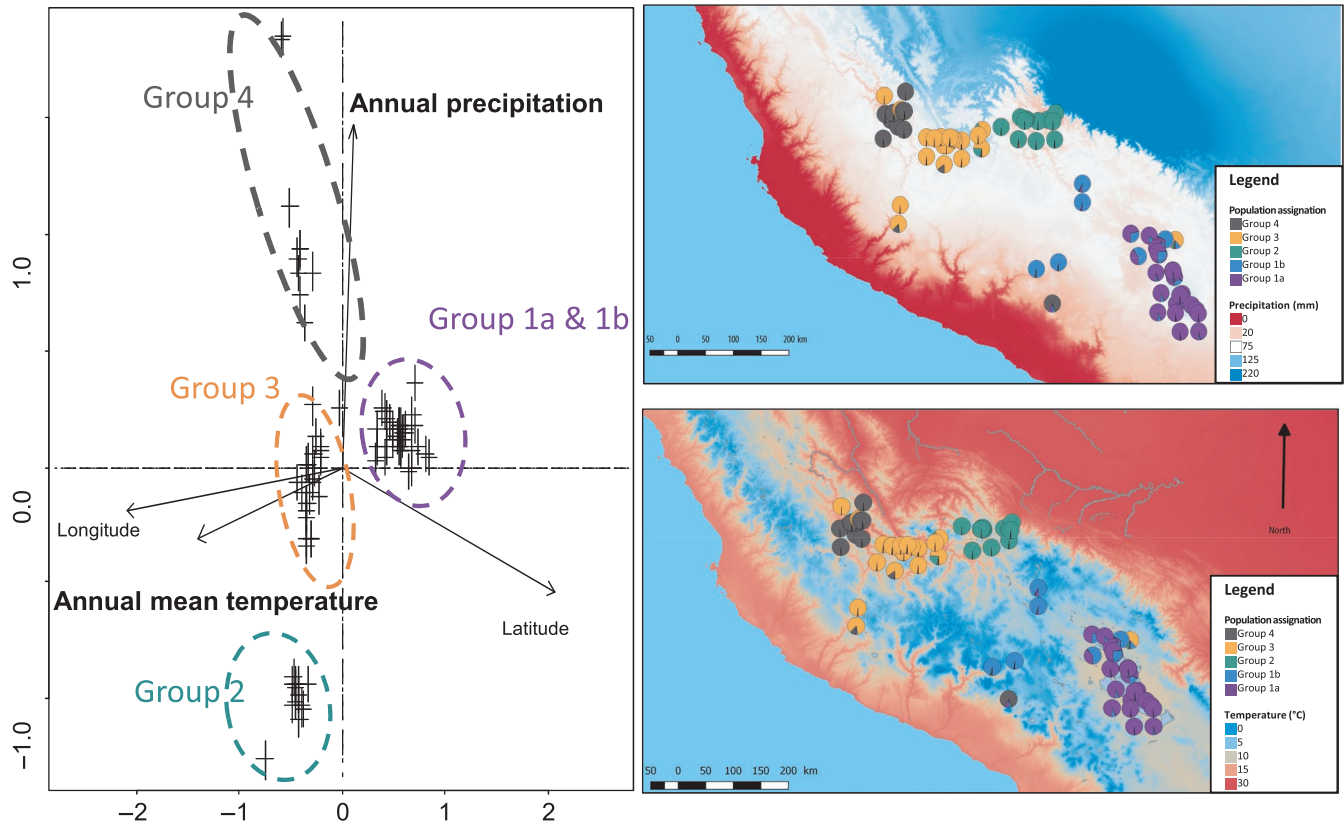 Group 4
Annual precipitation
Group 1a & 1b
Group 3
Longitude
Annual mean temperature
Latitude
Group 2
1.0
0.0
–1.0
–2
–1
0
1
2
50 0 50 100 150 200 km
Legend
Population assignation
Group 4
Group 3
Group 2
Group 1b
Group 1a
Precipitation (mm)
0
20
75
125
220
North
50 0 50 100 150 200 km
Legend
Population assignation
Group 4
Group 3
Group 2
Group 1b
Group 1a
Temperature (°C)
0
5
10
15
30